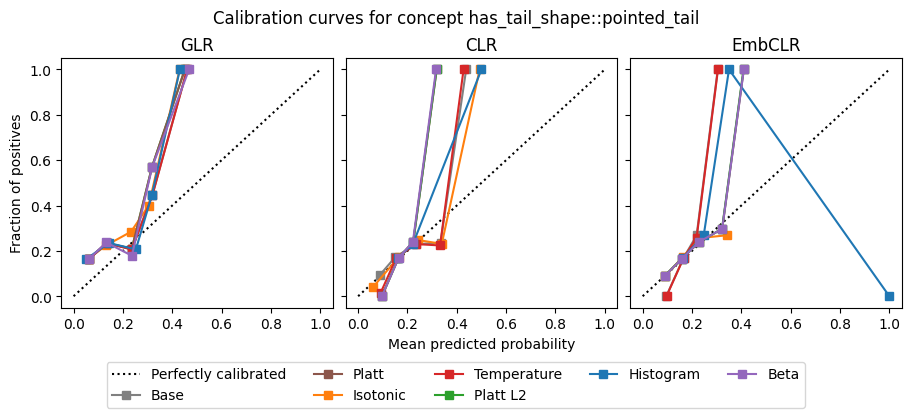 Calibration curves for concept has_tail_shape::pointed_tail
GLR
CLR
EmbCLR
Fraction of positives
1.0
0.8
0.6
0.4
0.2
0.0
0.0 0.2 0.4 0.6 0.8 1.0
0.0 0.2 0.4 0.6 0.8 1.0
0.0 0.2 0.4 0.6 0.8 1.0
Mean predicted probability
Perfectly calibrated
Base
Platt
Isotonic
Temperature
Platt L2
Histogram
Beta